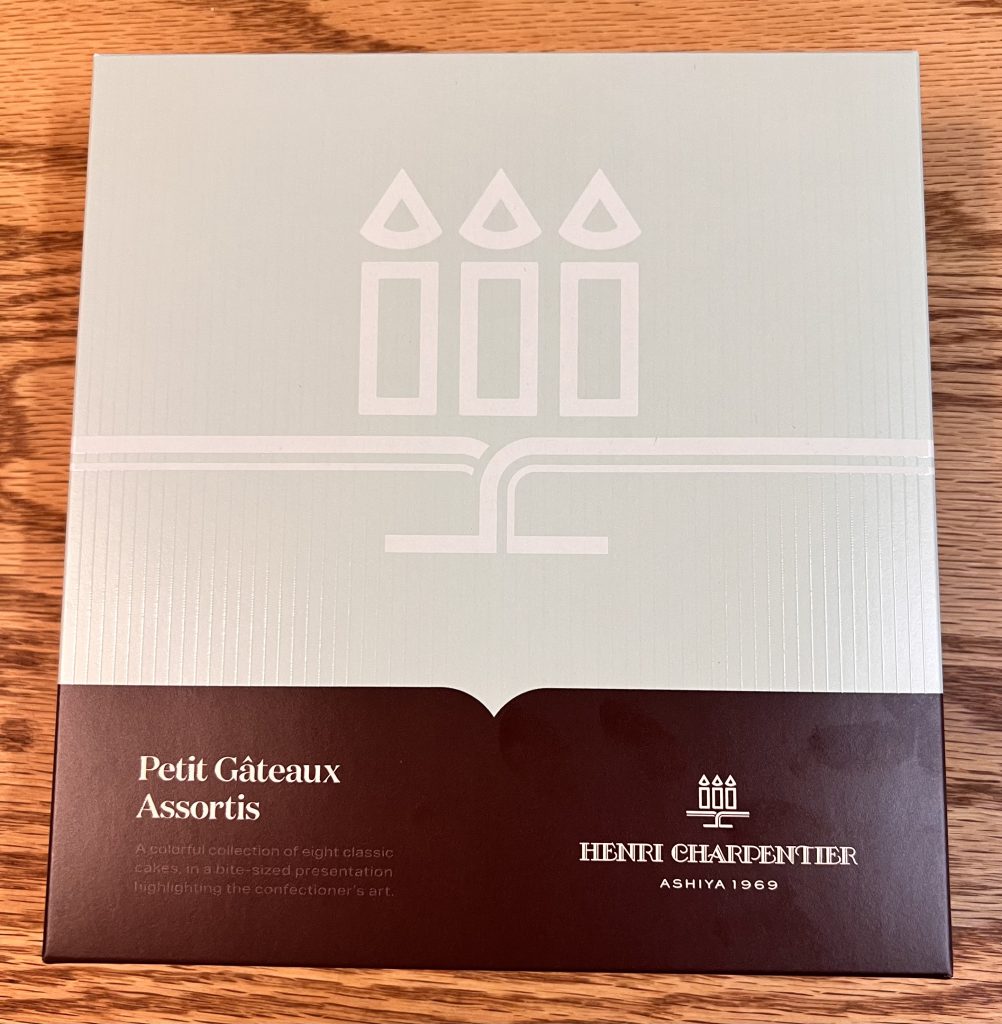 Petit Gâteaux
Assortis
A colorful collection of eight classic
cakes, in a bite-sized presentation
highlighting the confectioner's art.
HENRI CHARPENTIER
ASHIYA 1969